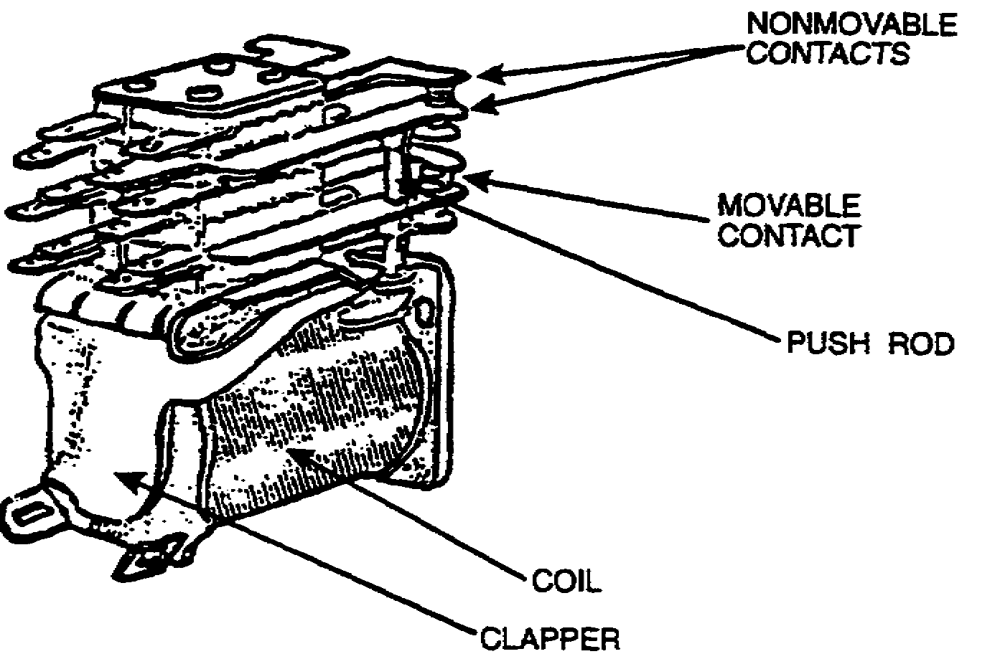 NONMOVABLE
CONTACTS
MOVABLE
CONTACT
PUSH ROD
COIL
CLAPPER